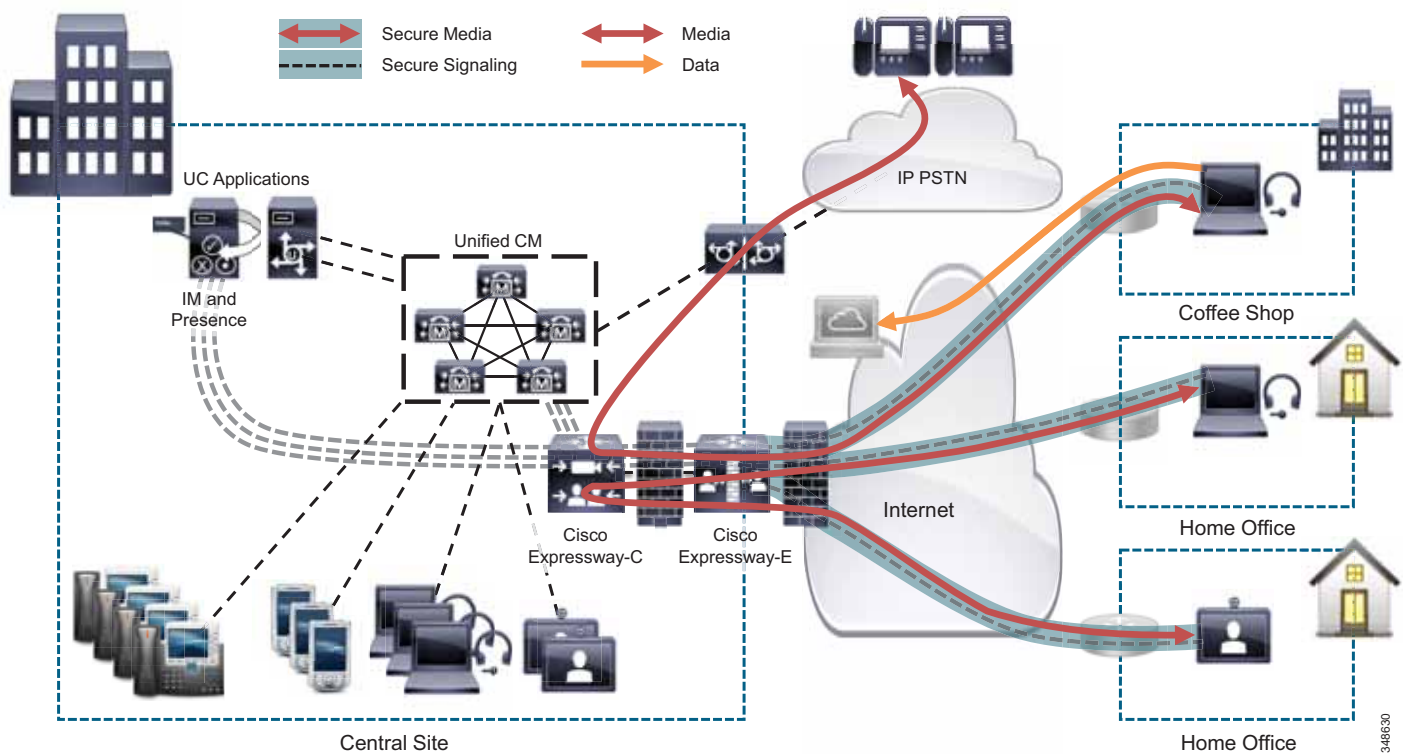 Secure Media
Media
Secure Signaling
Data
UC Applications
IP PSTN
Unified CM
IM and
Presence
Coffee Shop
Internet
Cisco
Expressway-C
Cisco
Expressway-E
Home Office
Central Site
Home Office
348630